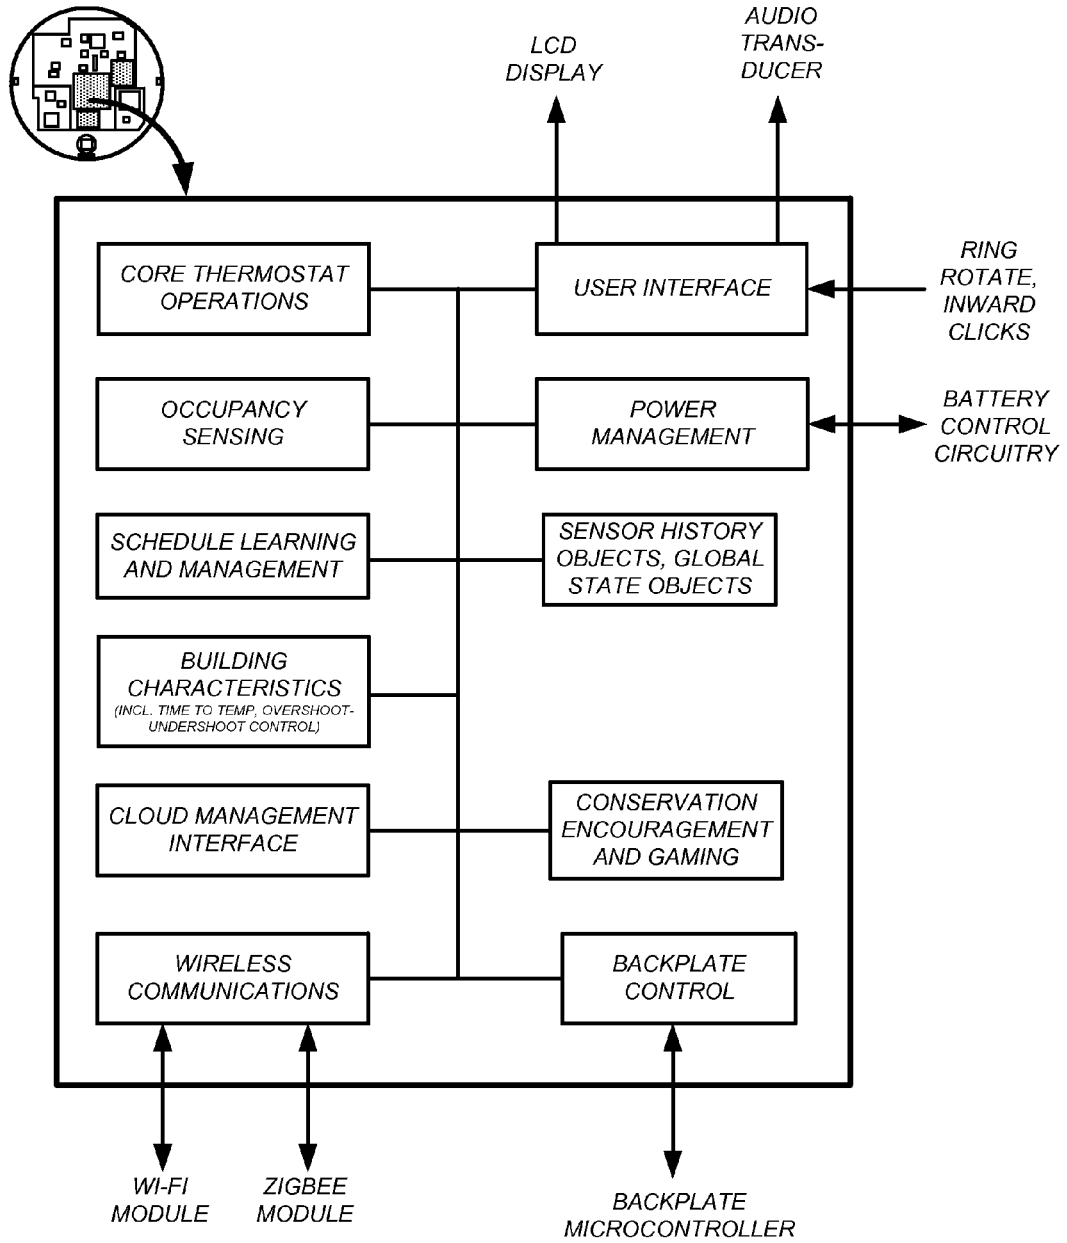 LCD
DISPLAY
AUDIO
TRANS-
DUCER
CORE THERMOSTAT
OPERATIONS
USER INTERFACE
RING
ROTATE,
INWARD
CLICKS
OCCUPANCY
SENSING
POWER
MANAGEMENT
BATTERY
CONTROL
CIRCUITRY
SCHEDULE LEARNING
AND MANAGEMENT
SENSOR HISTORY
OBJECTS, GLOBAL
STATE OBJECTS
BUILDING
CHARACTERISTICS
(INCL. TIME TO TEMP, OVERSHOOT-
UNDERSHOOT CONTROL)
CLOUD MANAGEMENT
INTERFACE
CONSERVATION
ENCOURAGEMENT
AND GAMING
WIRELESS
COMMUNICATIONS
BACKPLATE
CONTROL
WI-FI
MODULE
ZIGBEE
MODULE
BACKPLATE
MICROCONTROLLER